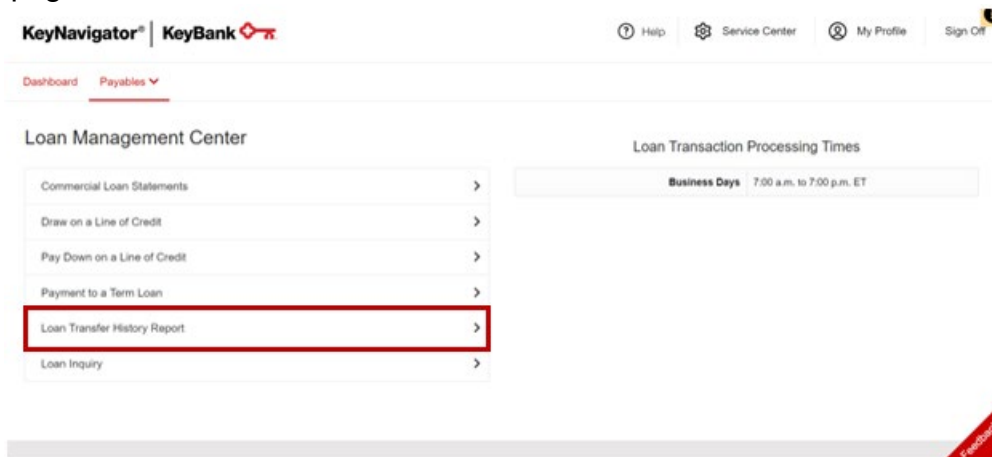 KeyNavigator® | KeyBank
Help Service Center My Profile Sign Off
Dashboard Payables
Loan Management Center
Loan Transaction Processing Times
Commercial Loan Statements
Business Days 7:00 a.m. to 7:00 p.m. ET
Draw on a Line of Credit
Pay Down on a Line of Credit
Payment to a Term Loan
Loan Transfer History Report
Loan Inquiry
Feedback